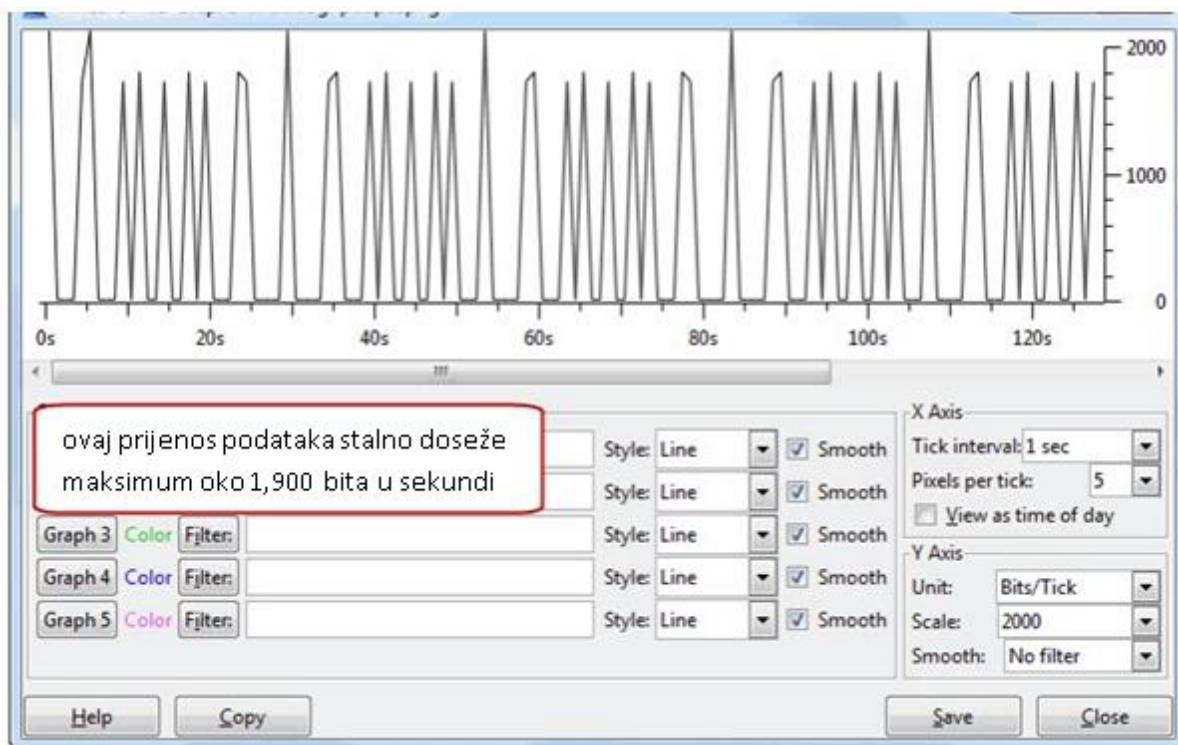 2000
1000
0
0s 20s 40s 60s 80s 100s 120s
ovaj prijenos podataka stalno doseže
maksimum oko 1,900 bita u sekundi
Style: Line Smooth
Style: Line Smooth
Graph 3 Color Filter: Style: Line Smooth
Graph 4 Color Filter: Style: Line Smooth
Graph 5 Color Filter: Style: Line Smooth
X Axis
Tick interval: 1 sec
Pixels per tick: 5
View as time of day
Y Axis
Unit: Bits/Tick
Scale: 2000
Smooth: No filter
Help Copy Save Close